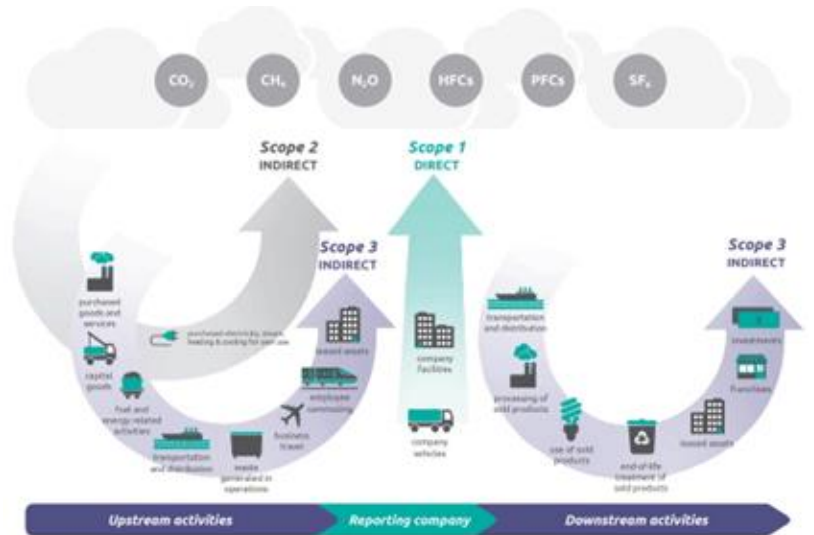 CO₂ CH₄ N₂O HFCs PFCs SF₆
Scope 2
INDIRECT
Scope 1
DIRECT
Scope 3
INDIRECT
Scope 3
INDIRECT
purchased
goods and
services
capital
goods
fuel and
energy related
activities
transportation
and distribution
waste
generated in
operations
business
travel
employee
commuting
leased assets
purchased electricity, steam,
heating & cooling for own use
company
facilities
company
vehicles
transportation
and distribution
processing of
sold products
use of sold
products
end-of-life
treatment of
sold products
leased assets
franchises
investments
Upstream activities
Reporting company
Downstream activities